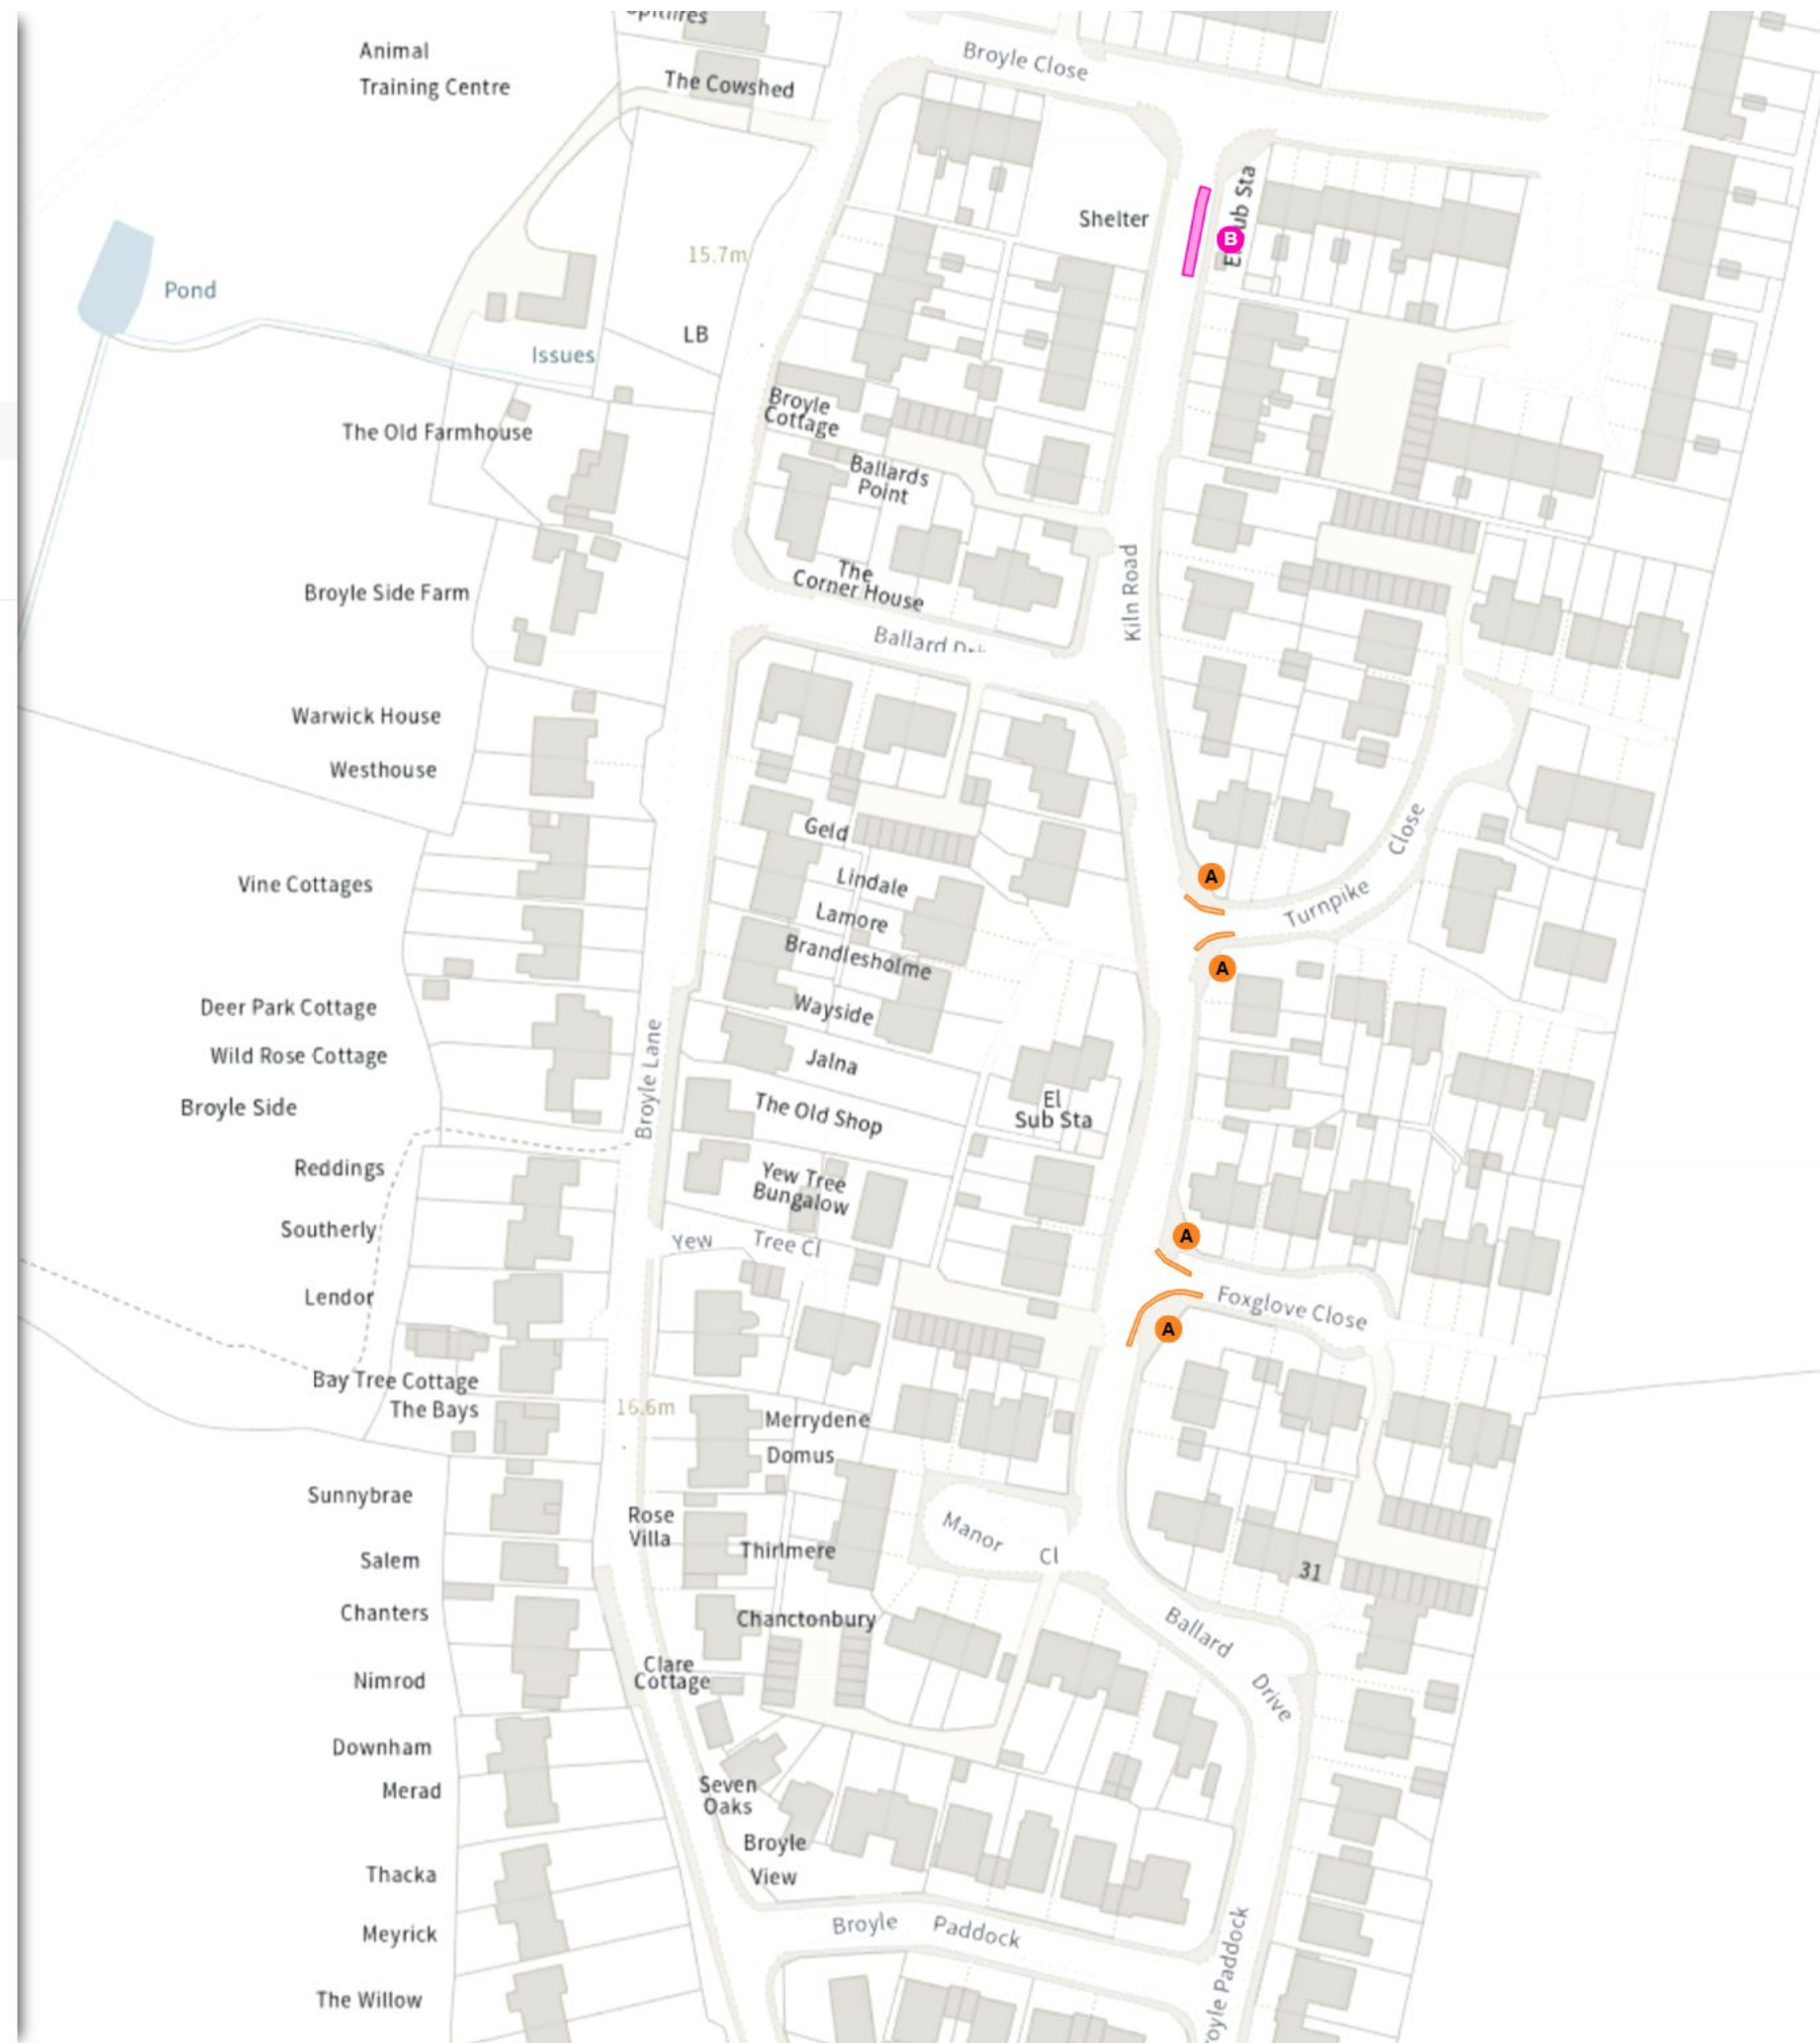 Spitfires
Animal
Training Centre
The Cowshed
Broyle Close
Shelter
El Sub Sta
B
15.7m
Pond
LB
Issues
Broyle
Cottage
The Old Farmhouse
Ballards
Point
Kiln Road
The
Corner House
Broyle Side Farm
Ballard
Warwick House
Westhouse
Geld
Close
Turnpike
A
A
Vine Cottages
Lindale
Lamore
Brandlesholme
Wayside
Deer Park Cottage
Wild Rose Cottage
Broyle Side
Broyle Lane
Jalna
The Old Shop
El
Sub Sta
Reddings
Yew Tree
Bungalow
Southerly
Yew Tree Cl
A
Foxglove Close
A
Lendor
Bay Tree Cottage
The Bays
16.6m
Merrydene
Domus
Sunnybrae
Rose
Villa
Thirlmere
Manor Cl
31
Salem
Chanters
Chanctonbury
Ballard Drive
Clare
Cottage
Nimrod
Downham
Merad
Seven
Oaks
Broyle
View
Thacka
Broyle Paddock
Meyrick
The Willow
oyle Paddock